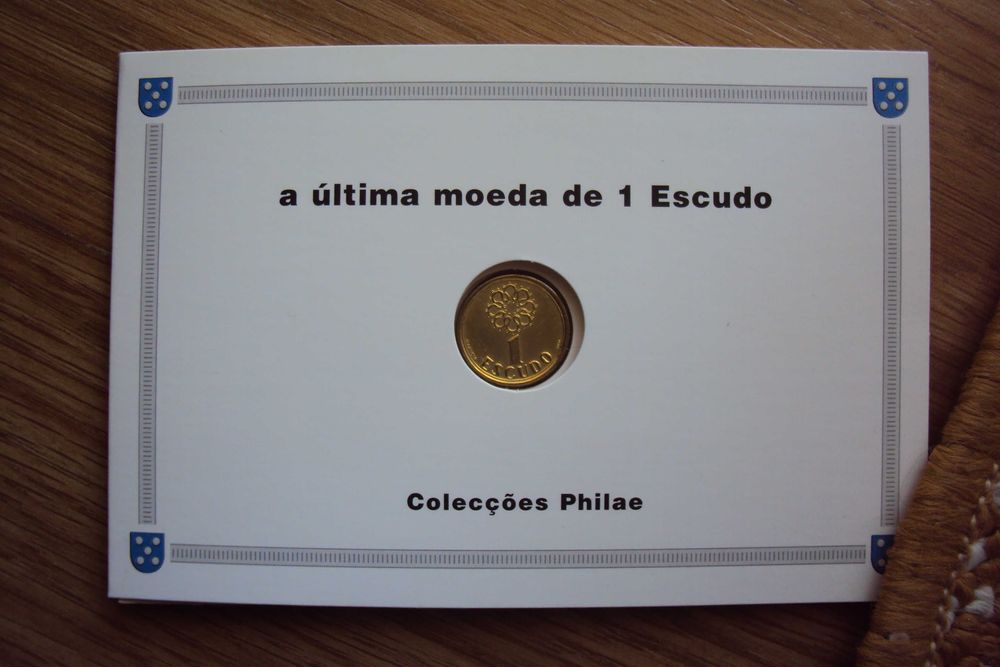 a última moeda de 1 Escudo
1
ESCUDO
Colecções Philae